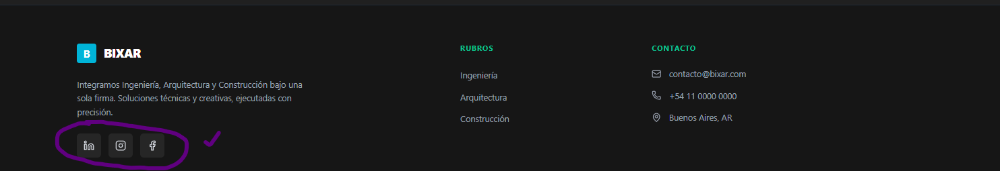 B BIXAR
Integramos Ingeniería, Arquitectura y Construcción bajo una
sola firma. Soluciones técnicas y creativas, ejecutadas con
precisión.
in
RUBROS
Ingeniería
Arquitectura
Construcción
CONTACTO
contacto@bixar.com
+54 11 0000 0000
Buenos Aires, AR